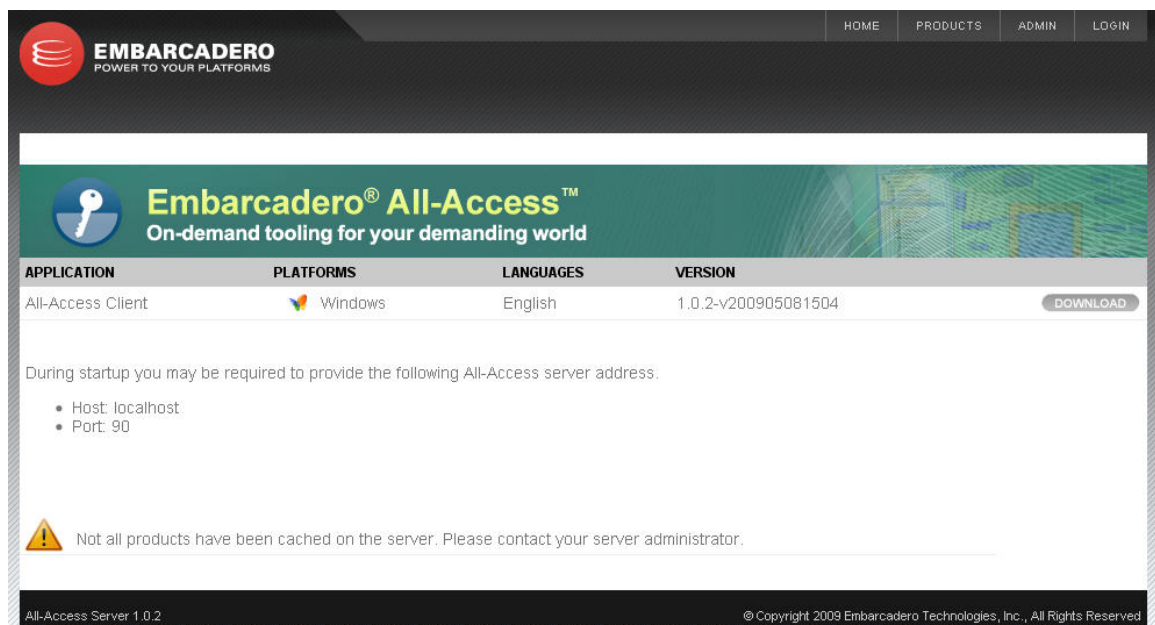 HOME PRODUCTS ADMIN LOGIN
EMBARCADERO
POWER TO YOUR PLATFORMS
Embarcadero® All-Access™
On-demand tooling for your demanding world
APPLICATION PLATFORMS LANGUAGES VERSION
All-Access Client Windows English 1.0.2-v200905081504 DOWNLOAD
During startup you may be required to provide the following All-Access server address.
• Host: localhost
• Port: 90
Not all products have been cached on the server. Please contact your server administrator.
All-Access Server 1.0.2 © Copyright 2009 Embarcadero Technologies, Inc., All Rights Reserved